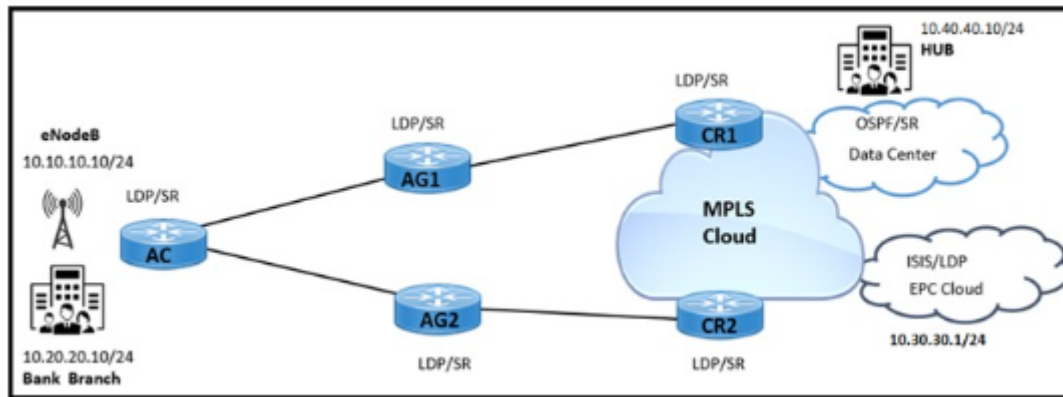 10.40.40.10/24
HUB
LDP/SR
OSPF/SR
Data Center
eNodeB
10.10.10.10/24
LDP/SR
CR1
LDP/SR
AG1
AC
MPLS
Cloud
ISIS/LDP
EPC Cloud
10.30.30.1/24
AG2
CR2
LDP/SR
LDP/SR
10.20.20.10/24
Bank Branch